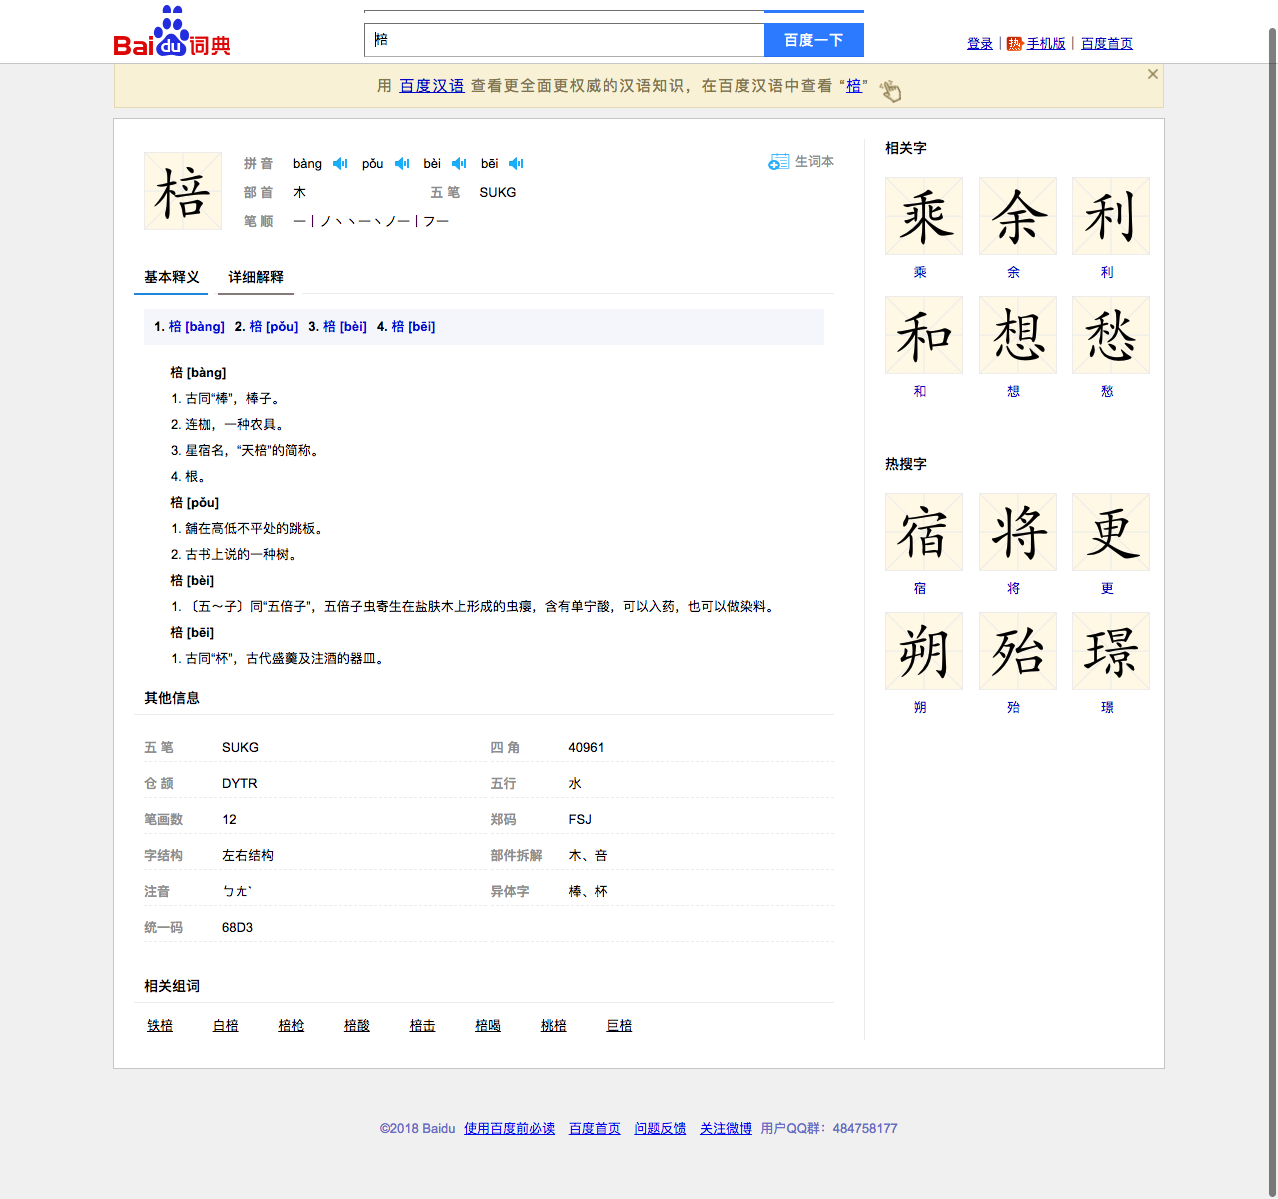 Baidu词典
棓
百度一下
登录 | 热 手机版 | 百度首页
用 百度汉语 查看更全面更权威的汉语知识，在百度汉语中查看 “棓”
棓
拼 音 bàng pǒu bèi bēi
生词本
部 首 木 五 笔 SUKG
笔 顺 一丨ノ丶丶一丶ノ一丨フ一
基本释义 详细解释
1. 棓 [bàng] 2. 棓 [pǒu] 3. 棓 [bèi] 4. 棓 [bēi]
棓 [bàng]
1. 古同“棒”，棒子。
2. 连枷，一种农具。
3. 星宿名，“天棓”的简称。
4. 根。
棓 [pǒu]
1. 舖在高低不平处的跳板。
2. 古书上说的一种树。
棓 [bèi]
1. 〔五～子〕同“五倍子”，五倍子虫寄生在盐肤木上形成的虫瘿，含有单宁酸，可以入药，也可以做染料。
棓 [bēi]
1. 古同“杯”，古代盛羹及注酒的器皿。
其他信息
五 笔 SUKG 四 角 40961
仓 颉 DYTR 五行 水
笔画数 12 郑码 FSJ
字结构 左右结构 部件拆解 木、咅
注音 ㄅㄤˋ 异体字 棒、杯
统一码 68D3
相关组词
铁棓 白棓 棓枪 棓酸 棓击 棓喝 桃棓 巨棓
相关字
乘 余 利
乘 余 利
和 想 愁
和 想 愁
热搜字
宿 将 更
宿 将 更
朔 殆 璟
朔 殆 璟
©2018 Baidu 使用百度前必读 百度首页 问题反馈 关注微博 用户QQ群：484758177